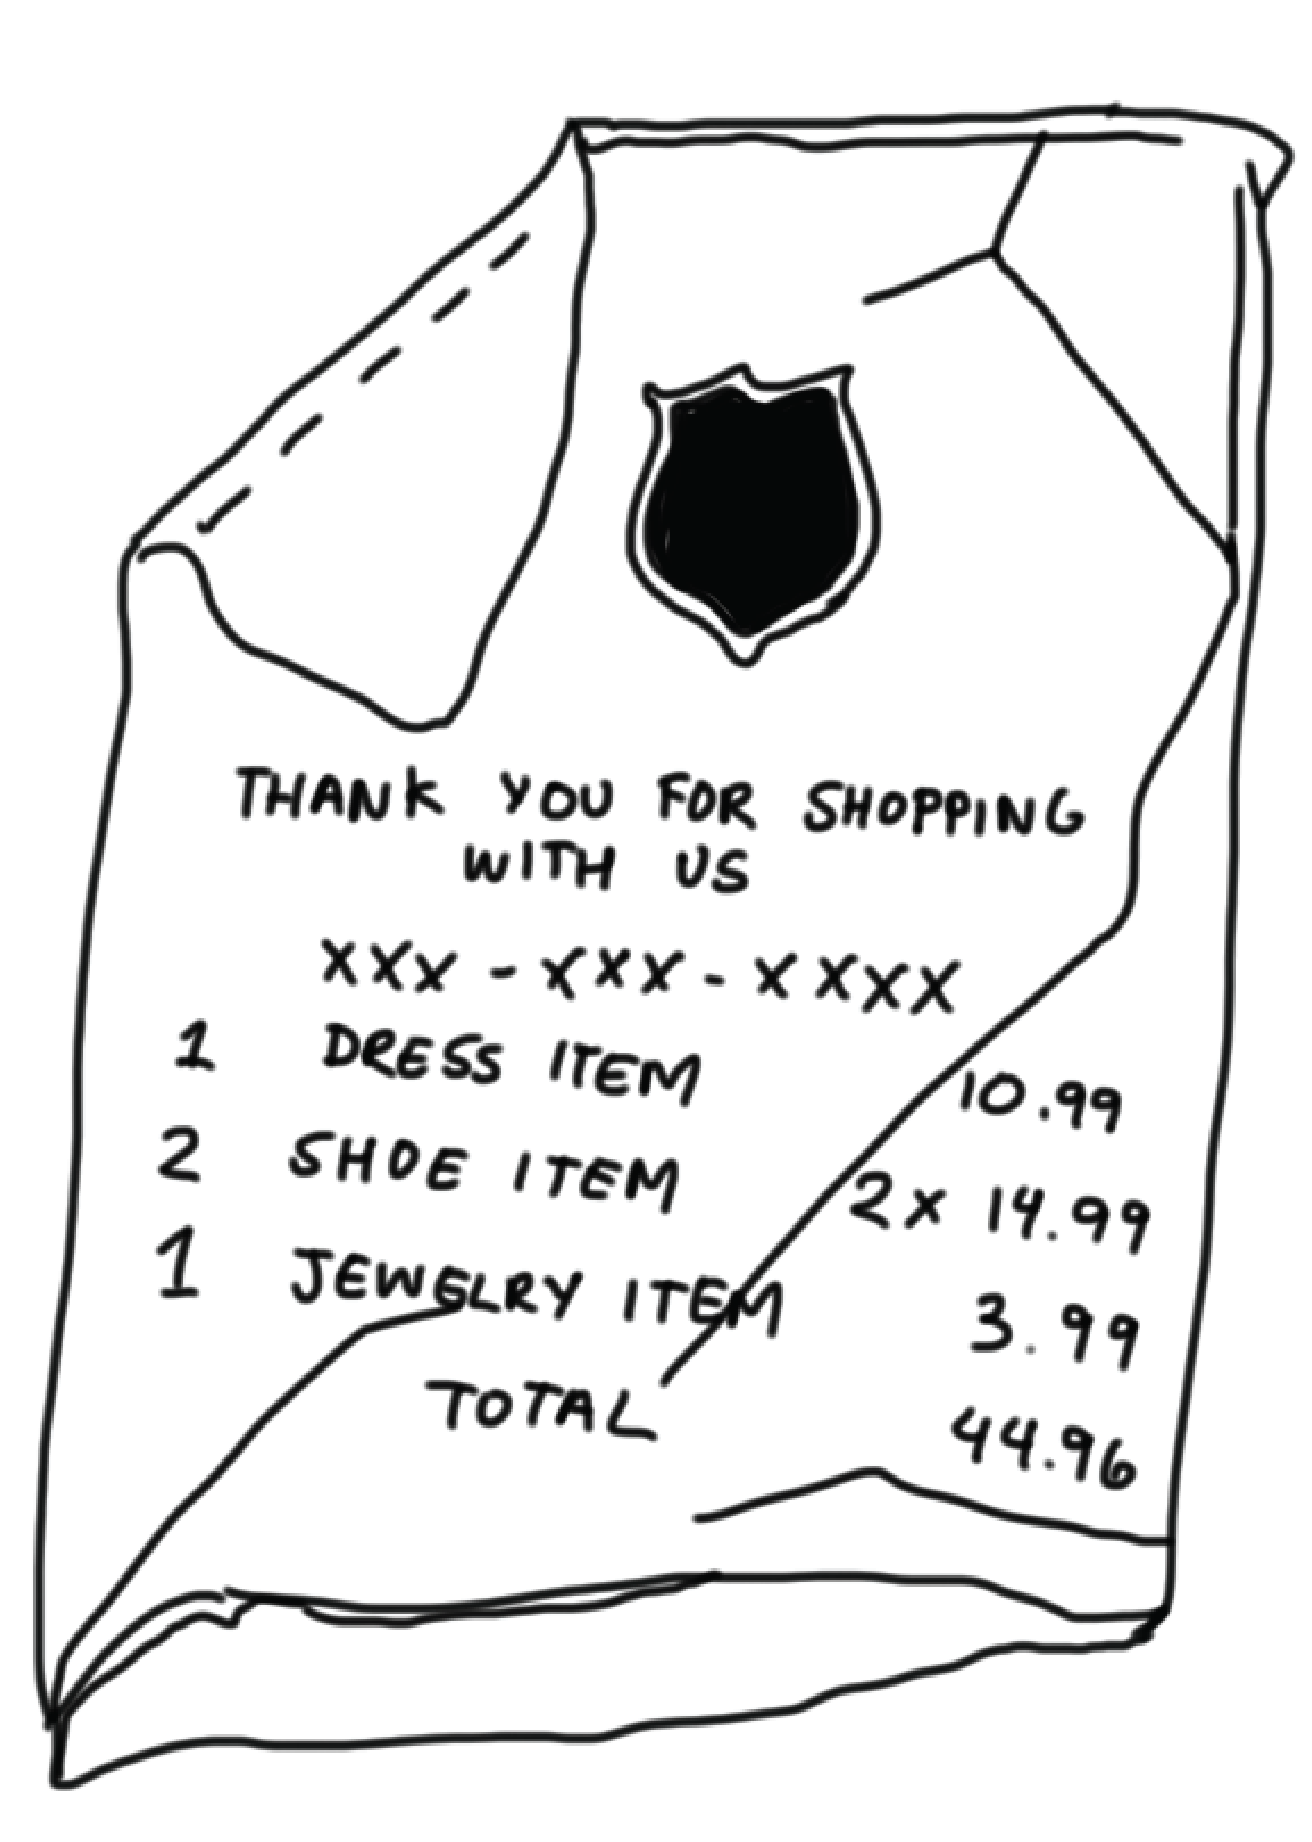 THANK YOU FOR SHOPPING
WITH US
XXX - XXX - XXXX
1 DRESS ITEM 10.99
2 SHOE ITEM 2x 14.99
1 JEWELRY ITEM 3.99
TOTAL 44.96